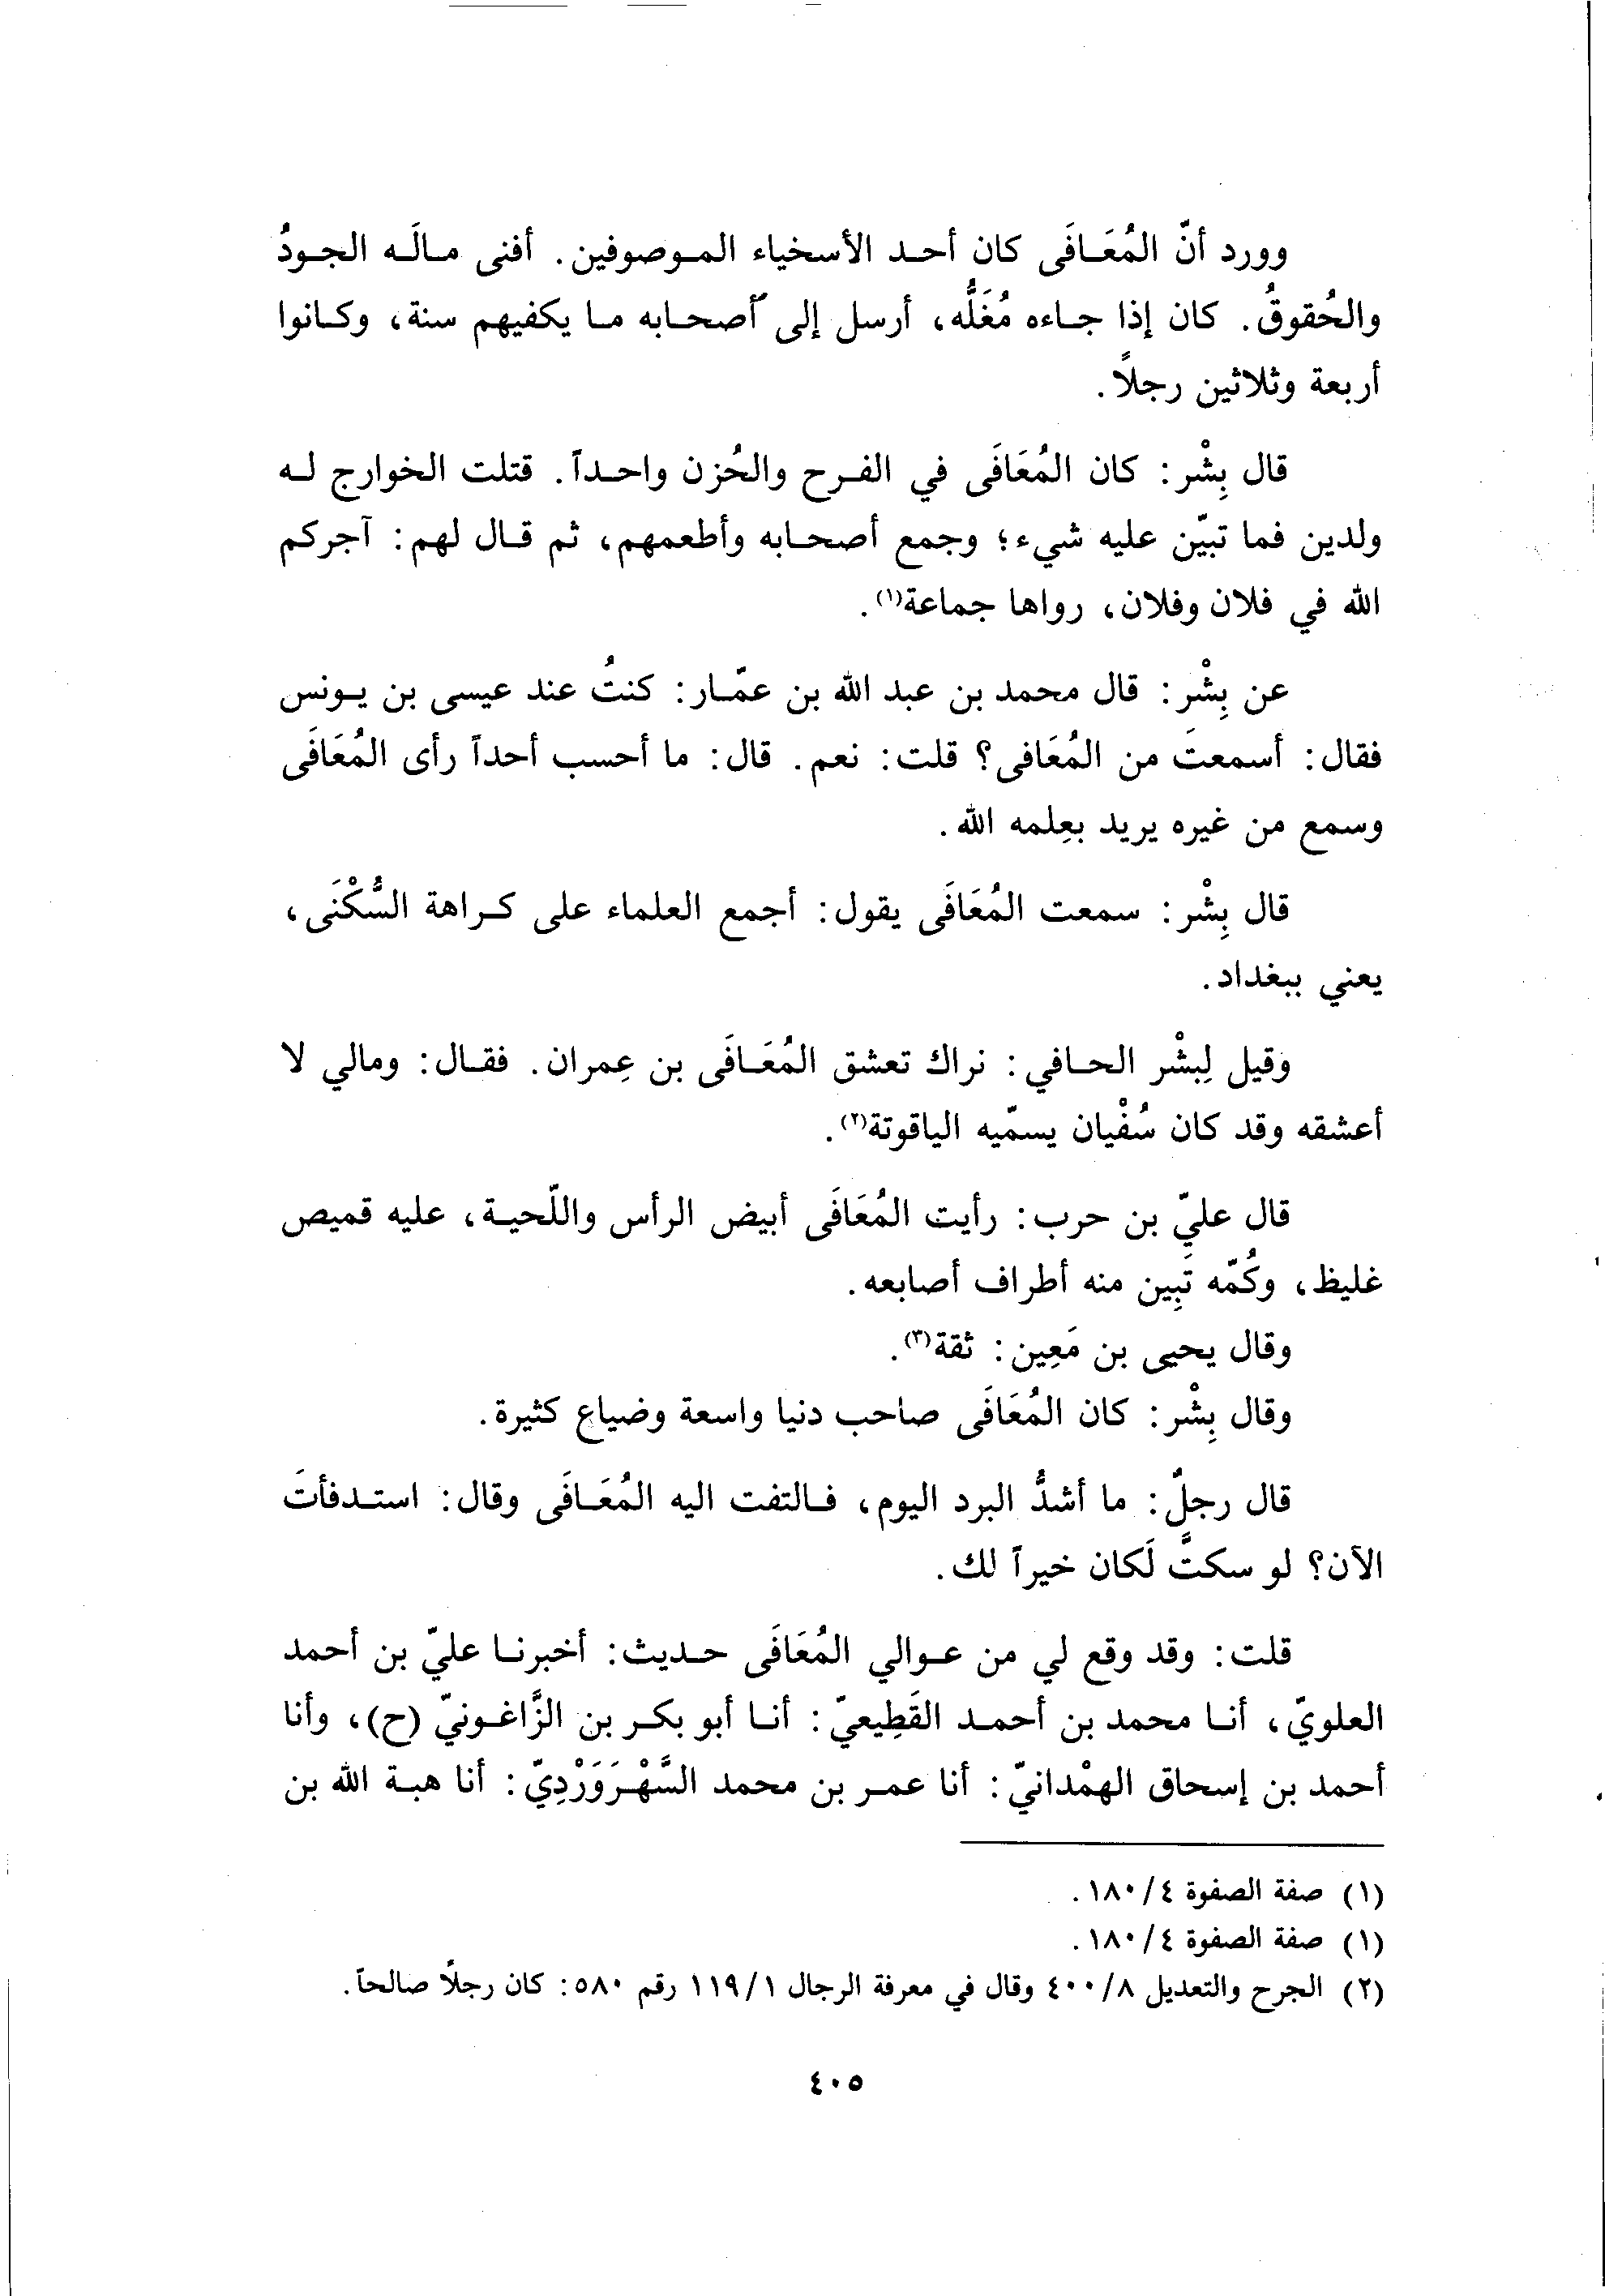 وورد أنّ المُعَافَى كان أحد الأسخياء الموصوفين. أفنى مالَه الجودُ
والحُقوقُ. كان إذا جاءه مُغَلُّه، أرسل إلى أصحابه ما يكفيهم سنة، وكانوا
أربعة وثلاثين رجلاً.
قال بِشْر: كان المُعَافَى في الفرح والحُزن واحداً. قتلت الخوارج له
ولدين فما تبيّن عليه شيء؛ وجمع أصحابه وأطعمهم، ثم قال لهم: آجركم
الله في فلان وفلان، رواها جماعة(١).
عن بِشْر: قال محمد بن عبد الله بن عمّار: كنتُ عند عيسى بن يونس
فقال: أسمعتَ من المُعَافى؟ قلت: نعم. قال: ما أحسب أحداً رأى المُعَافَى
وسمع من غيره يريد بعِلمه الله.
قال بِشْر: سمعت المُعَافَى يقول: أجمع العلماء على كراهة السُّكْنَى،
يعني ببغداد.
وقيل لِبِشْر الحافي: نراك تعشق المُعَافَى بن عِمران. فقال: ومالي لا
أعشقه وقد كان سُفْيان يسمّيه الياقوتة(٢).
قال عليّ بن حرب: رأيت المُعَافَى أبيض الرأس واللّحية، عليه قميص
غليظ، وكُمّه تَبِين منه أطراف أصابعه.
وقال يحيى بن مَعِين: ثقة(٣).
وقال بِشْر: كان المُعَافَى صاحب دنيا واسعة وضياع كثيرة.
قال رجلٌ: ما أشدُّ البرد اليوم، فالتفت اليه المُعَافَى وقال: استدفأتَ
الآن؟ لو سكتَّ لَكان خيراً لك.
قلت: وقد وقع لي من عوالي المُعَافَى حديث: أخبرنا عليّ بن أحمد
العلويّ، أنا محمد بن أحمد القَطِيعيّ: أنا أبو بكر بن الزَّاغونيّ (ح)، وأنا
أحمد بن إسحاق الهمْدانيّ: أنا عمر بن محمد السَّهْرَوَرْدِيّ: أنا هبة الله بن
(١) صفة الصفوة ٤/ ١٨٠.
(١) صفة الصفوة ٤/ ١٨٠.
(٢) الجرح والتعديل ٨/ ٤٠٠ وقال في معرفة الرجال ١/ ١١٩ رقم ٥٨٠: كان رجلًا صالحاً.
٤٠٥